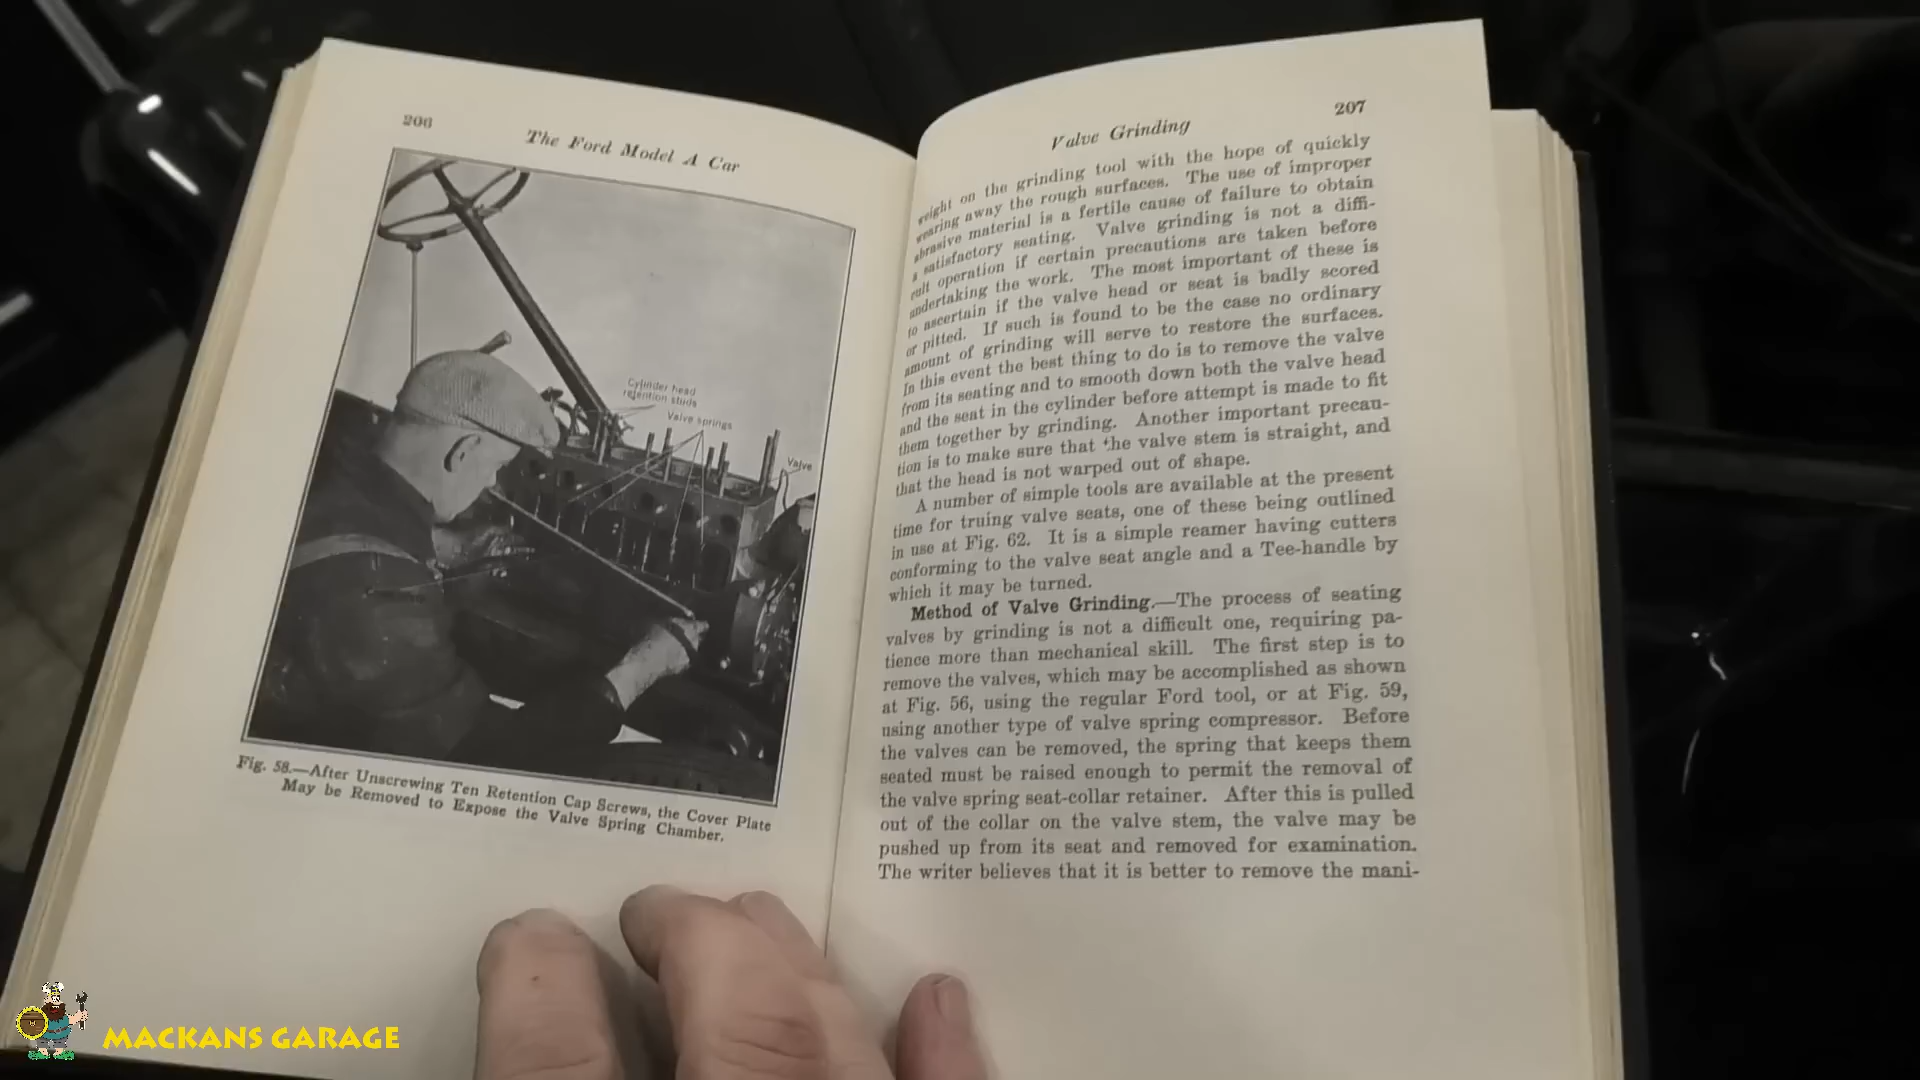 206
The Ford Model A Car
Cylinder head
retention studs
Valve springs
Valve
Fig. 58.—After Unscrewing Ten Retention Cap Screws, the Cover Plate
May be Removed to Expose the Valve Spring Chamber.
Valve Grinding
207
weight on the grinding tool with the hope of quickly
wearing away the rough surfaces. The use of improper
abrasive material is a fertile cause of failure to obtain
a satisfactory seating. Valve grinding is not a diffi-
cult operation if certain precautions are taken before
undertaking the work. The most important of these is
to ascertain if the valve head or seat is badly scored
or pitted. If such is found to be the case no ordinary
amount of grinding will serve to restore the surfaces.
In this event the best thing to do is to remove the valve
from its seating and to smooth down both the valve head
and the seat in the cylinder before attempt is made to fit
them together by grinding. Another important precau-
tion is to make sure that the valve stem is straight, and
that the head is not warped out of shape.
A number of simple tools are available at the present
time for truing valve seats, one of these being outlined
in use at Fig. 62. It is a simple reamer having cutters
conforming to the valve seat angle and a Tee-handle by
which it may be turned.
Method of Valve Grinding.—The process of seating
valves by grinding is not a difficult one, requiring pa-
tience more than mechanical skill. The first step is to
remove the valves, which may be accomplished as shown
at Fig. 56, using the regular Ford tool, or at Fig. 59,
using another type of valve spring compressor. Before
the valves can be removed, the spring that keeps them
seated must be raised enough to permit the removal of
the valve spring seat-collar retainer. After this is pulled
out of the collar on the valve stem, the valve may be
pushed up from its seat and removed for examination.
The writer believes that it is better to remove the mani-
MACKANS GARAGE